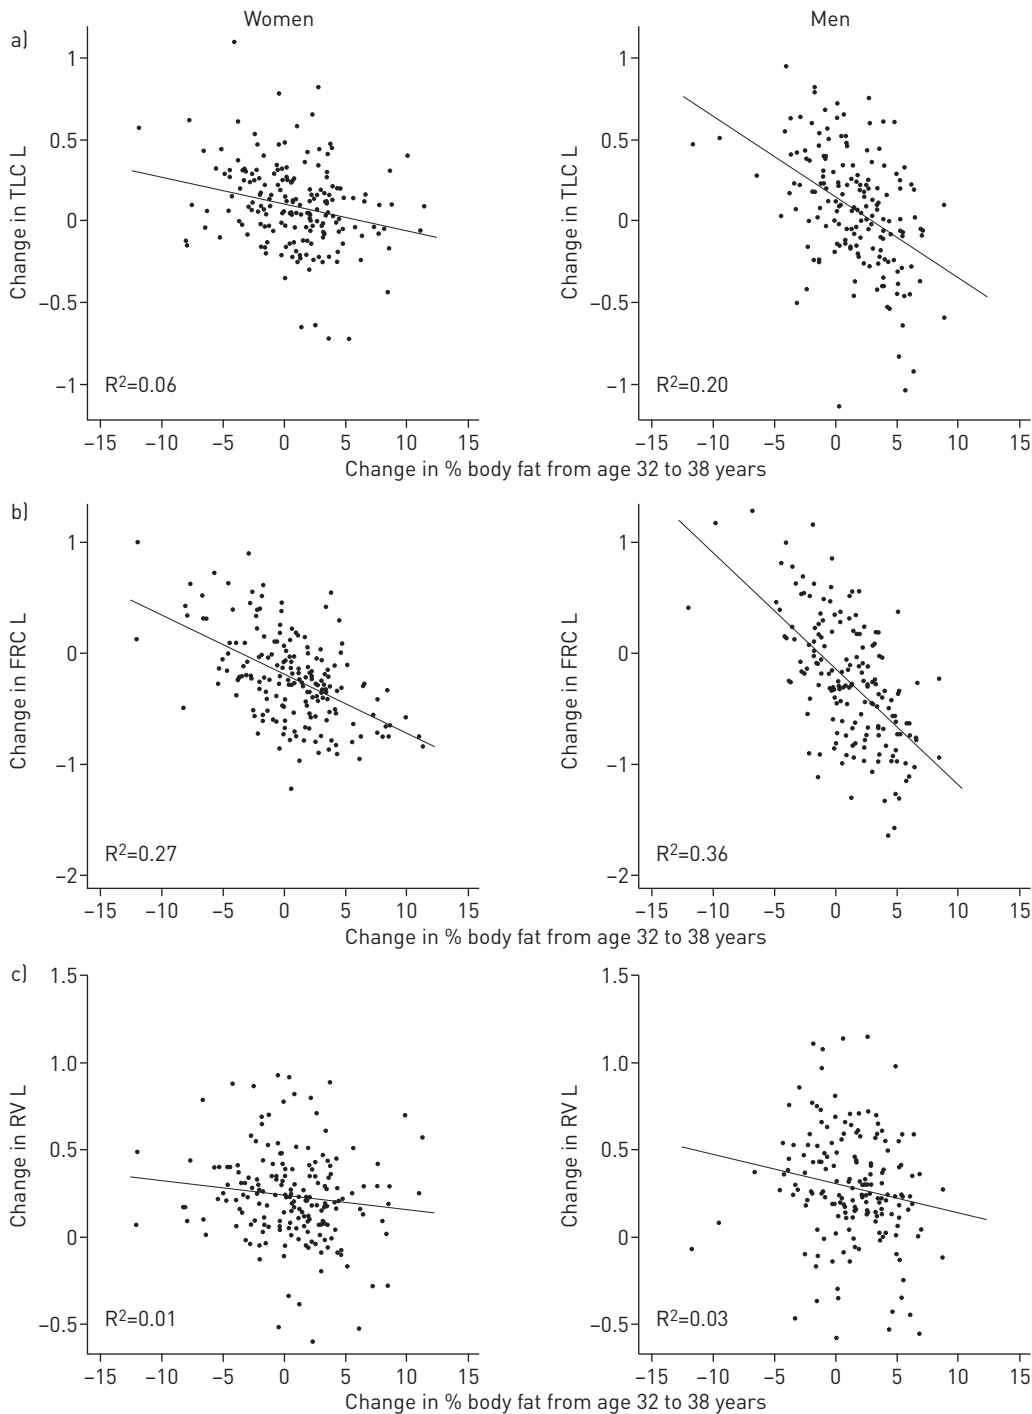 Women Men
a)
Change in TLC L
1
0.5
0
−0.5
−1
R2=0.06
−15 −10 −5 0 5 10 15
Change in TLC L
1
0.5
0
−0.5
−1
R2=0.20
−15 −10 −5 0 5 10 15
Change in % body fat from age 32 to 38 years
b)
Change in FRC L
1
0
−1
−2
R2=0.27
−15 −10 −5 0 5 10 15
Change in FRC L
1
0
−1
−2
R2=0.36
−15 −10 −5 0 5 10 15
Change in % body fat from age 32 to 38 years
c)
Change in RV L
1.5
1.0
0.5
0
−0.5
R2=0.01
−15 −10 −5 0 5 10 15
Change in RV L
1.5
1.0
0.5
0
−0.5
R2=0.03
−15 −10 −5 0 5 10 15
Change in % body fat from age 32 to 38 years